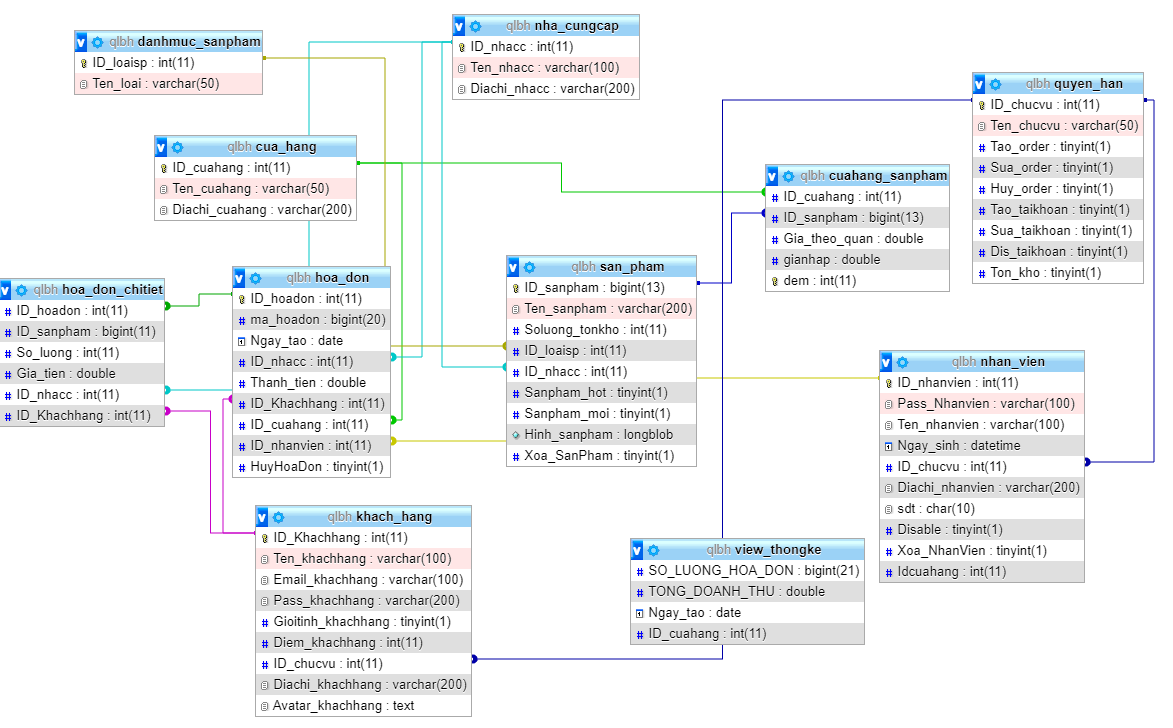 qlbh danhmuc_sanpham
ID_loaisp : int(11)
Ten_loai : varchar(50)
qlbh nha_cungcap
ID_nhacc : int(11)
Ten_nhacc : varchar(100)
Diachi_nhacc : varchar(200)
qlbh quyen_han
ID_chucvu : int(11)
Ten_chucvu : varchar(50)
Tao_order : tinyint(1)
Sua_order : tinyint(1)
Huy_order : tinyint(1)
Tao_taikhoan : tinyint(1)
Sua_taikhoan : tinyint(1)
Dis_taikhoan : tinyint(1)
Ton_kho : tinyint(1)
qlbh cua_hang
ID_cuahang : int(11)
Ten_cuahang : varchar(50)
Diachi_cuahang : varchar(200)
qlbh cuahang_sanpham
ID_cuahang : int(11)
ID_sanpham : bigint(13)
Gia_theo_quan : double
gianhap : double
dem : int(11)
qlbh hoa_don_chitiet
ID_hoadon : int(11)
ID_sanpham : bigint(11)
So_luong : int(11)
Gia_tien : double
ID_nhacc : int(11)
ID_Khachhang : int(11)
qlbh hoa_don
ID_hoadon : int(11)
ma_hoadon : bigint(20)
Ngay_tao : date
ID_nhacc : int(11)
Thanh_tien : double
ID_Khachhang : int(11)
ID_cuahang : int(11)
ID_nhanvien : int(11)
HuyHoaDon : tinyint(1)
qlbh san_pham
ID_sanpham : bigint(13)
Ten_sanpham : varchar(200)
Soluong_tonkho : int(11)
ID_loaisp : int(11)
ID_nhacc : int(11)
Sanpham_hot : tinyint(1)
Sanpham_moi : tinyint(1)
Hinh_sanpham : longblob
Xoa_SanPham : tinyint(1)
qlbh nhan_vien
ID_nhanvien : int(11)
Pass_Nhanvien : varchar(100)
Ten_nhanvien : varchar(100)
Ngay_sinh : datetime
ID_chucvu : int(11)
Diachi_nhanvien : varchar(200)
sdt : char(10)
Disable : tinyint(1)
Xoa_NhanVien : tinyint(1)
Idcuahang : int(11)
qlbh khach_hang
ID_Khachhang : int(11)
Ten_khachhang : varchar(100)
Email_khachhang : varchar(100)
Pass_khachhang : varchar(200)
Gioitinh_khachhang : tinyint(1)
Diem_khachhang : int(11)
ID_chucvu : int(11)
Diachi_khachhang : varchar(200)
Avatar_khachhang : text
qlbh view_thongke
SO_LUONG_HOA_DON : bigint(21)
TONG_DOANH_THU : double
Ngay_tao : date
ID_cuahang : int(11)